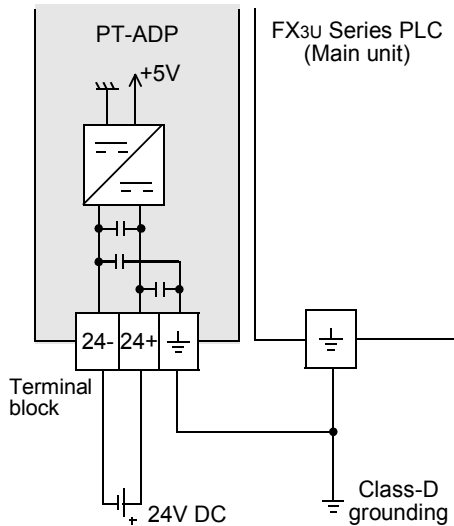 PT-ADP
FX3U Series PLC
(Main unit)
+5V
24- 24+
Terminal
block
+ 24V DC
Class-D
grounding